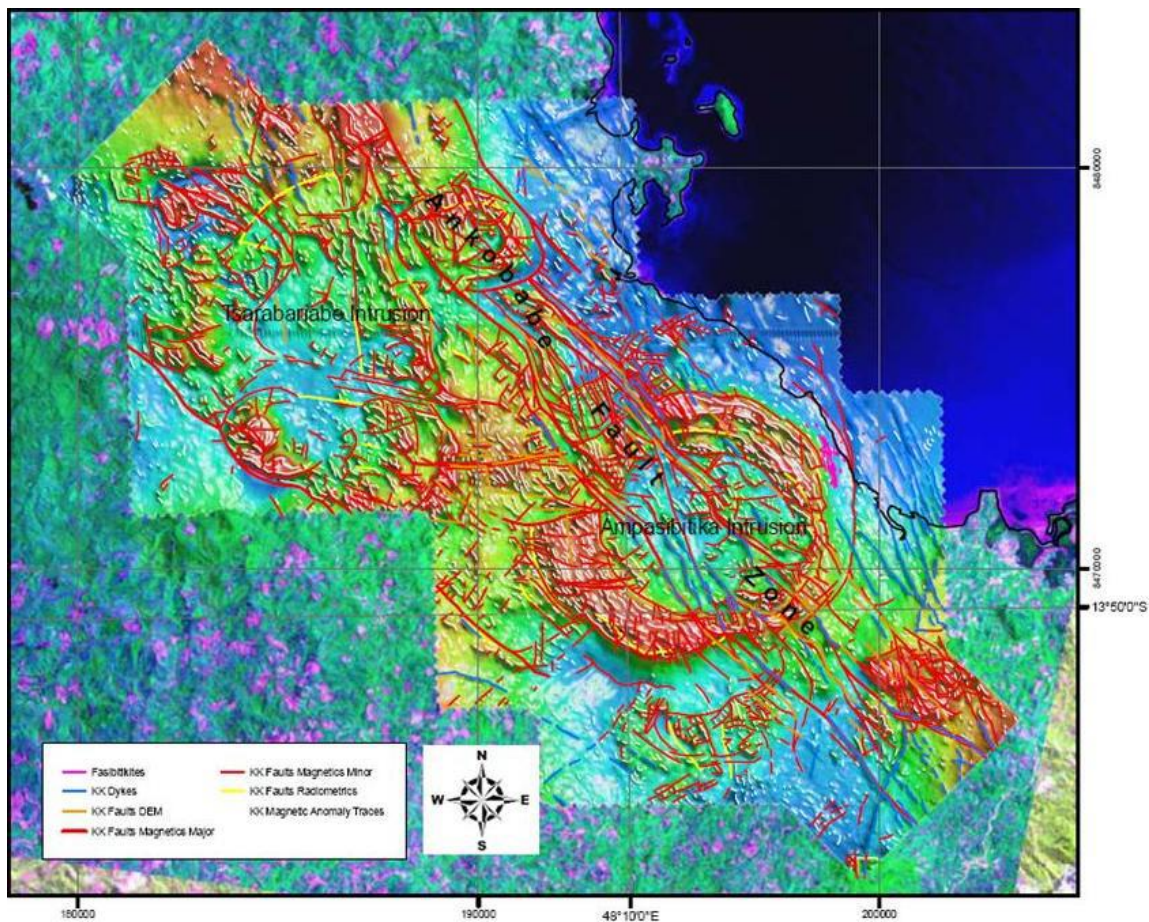 Ankobabe
8480000
Tsarabariabe Intrusion
Fault
Ampasibitika Intrusion
Zone
8470000
13°50'0"S
Fasibitikites
KK Dykes
KK Faults DEM
KK Faults Magnetics Major
KK Faults Magnetics Minor
KK Faults Radiometrics
KK Magnetic Anomaly Traces
N
W E
S
180000
190000
48°10'0"E
200000